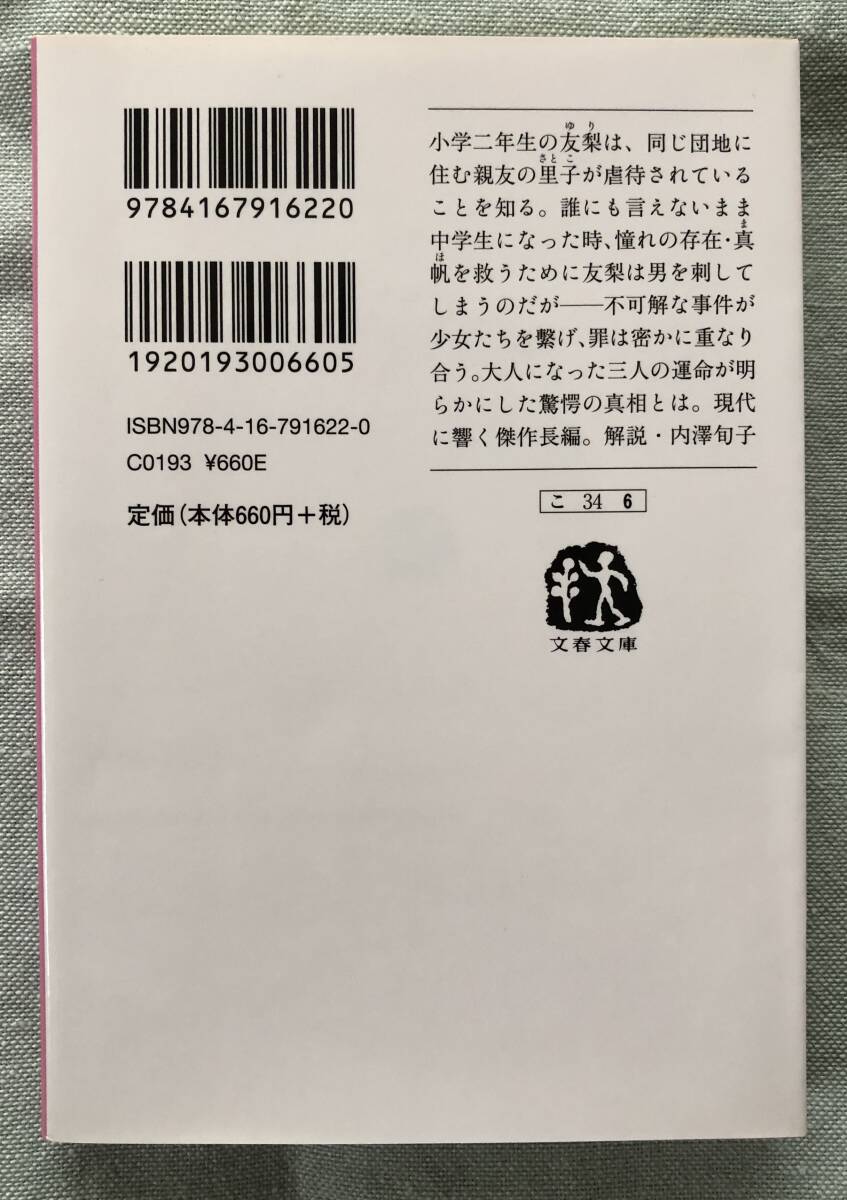 9784167916220
1920193006605
ISBN978-4-16-791622-0
C0193 ¥660E
定価(本体660円+税)
ゆり
小学二年生の友梨は、同じ団地に
さとこ
住む親友の里子が虐待されている
ことを知る。誰にも言えないまま
ま
中学生になった時、憧れの存在・真
ほ
帆を救うために友梨は男を刺して
しまうのだが――不可解な事件が
少女たちを繫げ、罪は密かに重なり
合う。大人になった三人の運命が明
らかにした驚愕の真相とは。現代
に響く傑作長編。解説・内澤旬子
こ 34 6
文春文庫